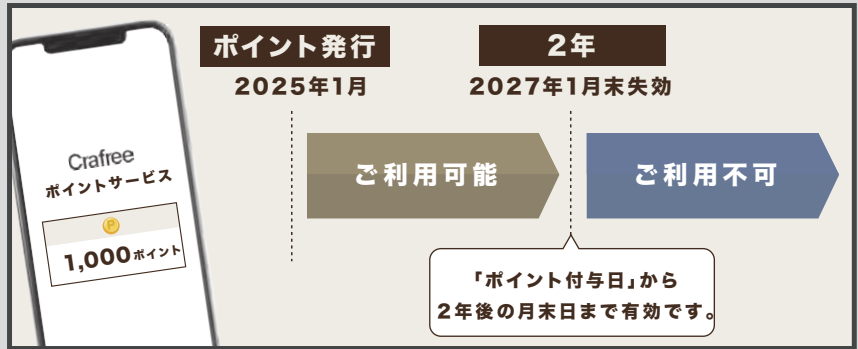 ポイント発行
2025年1月
2年
2027年1月末失効
Crafree
ポイントサービス
P
1,000ポイント
ご利用可能
ご利用不可
「ポイント付与日」から
2年後の月末日まで有効です。